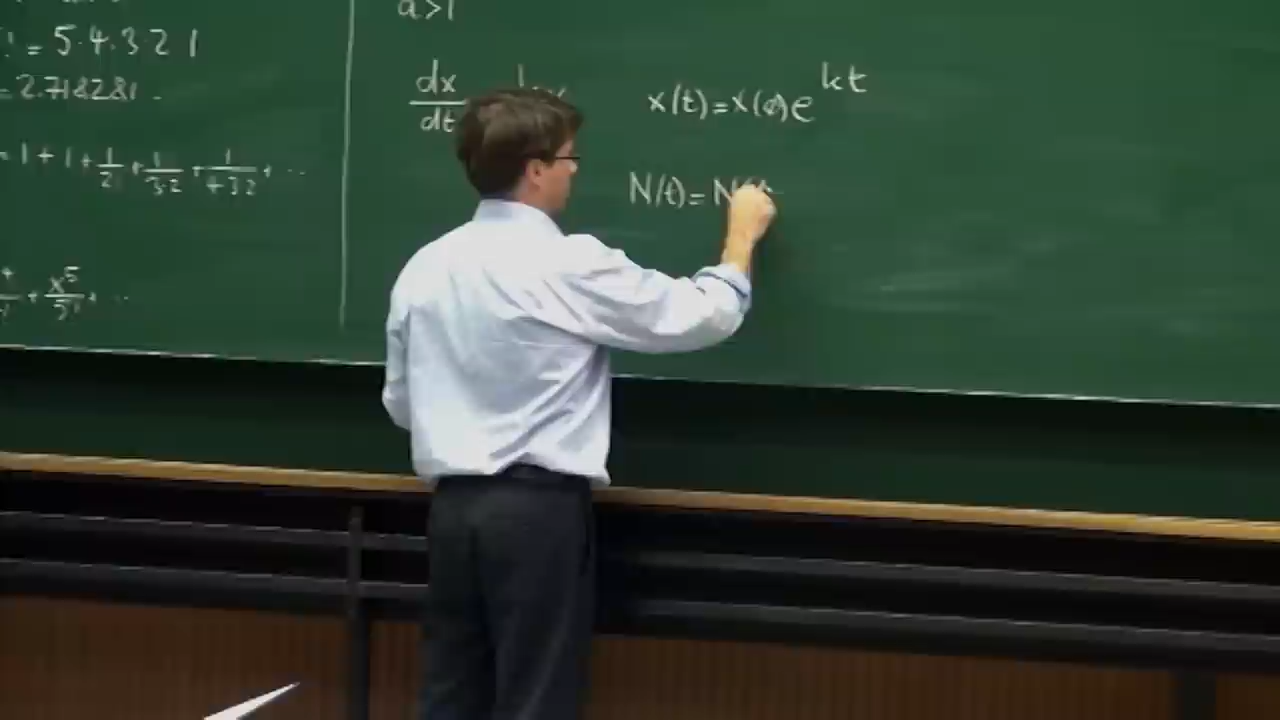 ! = 5·4·3·2 1
= 2.718281.
= 1 + 1 + 1/2 + 1/3·2 + 1/4·3·2 + ...
+ x⁵/5! + ...
a>1
dx/dt
x(t)=x(0)e^kt
N(t)=N